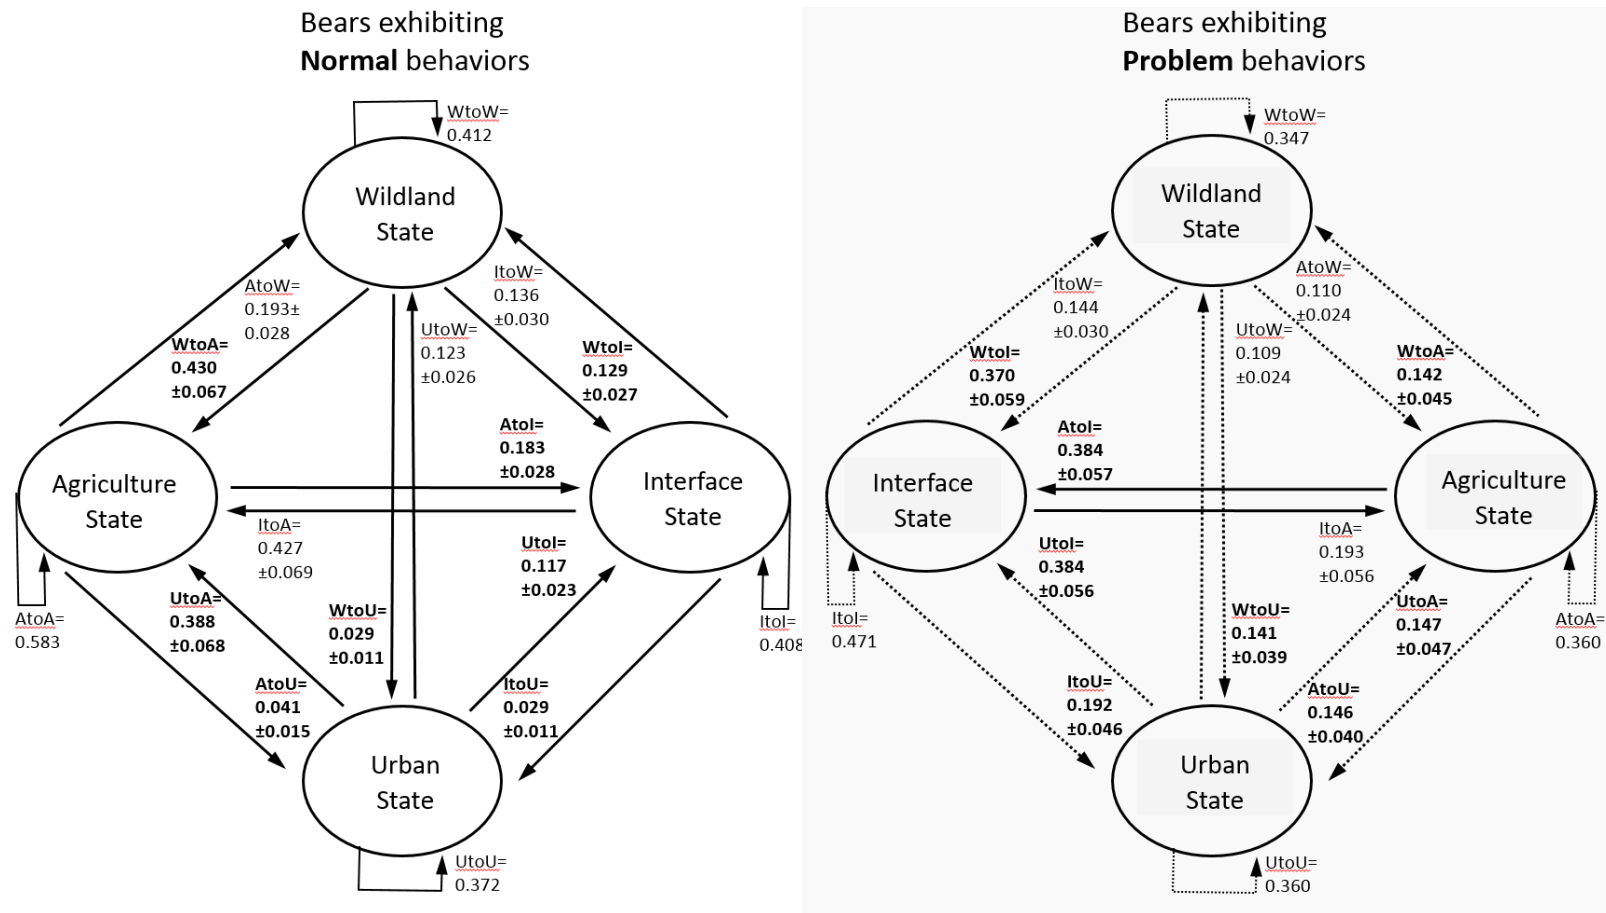 Bears exhibiting
Normal behaviors
WtoW=
0.412
Wildland
State
AtoW=
0.193±
0.028
ItoW=
0.136
±0.030
WtoA=
0.430
±0.067
UtoW=
0.123
±0.026
WtoI=
0.129
±0.027
AtoI=
0.183
±0.028
Agriculture
State
Interface
State
ItoA=
0.427
±0.069
UtoI=
0.117
±0.023
AtoA=
0.583
UtoA=
0.388
±0.068
WtoU=
0.029
±0.011
ItoI=
0.408
AtoU=
0.041
±0.015
ItoU=
0.029
±0.011
Urban
State
UtoU=
0.372
Bears exhibiting
Problem behaviors
WtoW=
0.347
Wildland
State
ItoW=
0.144
±0.030
AtoW=
0.110
±0.024
WtoI=
0.370
±0.059
UtoW=
0.109
±0.024
WtoA=
0.142
±0.045
AtoI=
0.384
±0.057
Interface
State
Agriculture
State
ItoA=
0.193
±0.056
UtoI=
0.384
±0.056
ItoI=
0.471
WtoU=
0.141
±0.039
UtoA=
0.147
±0.047
AtoA=
0.360
ItoU=
0.192
±0.046
AtoU=
0.146
±0.040
Urban
State
UtoU=
0.360